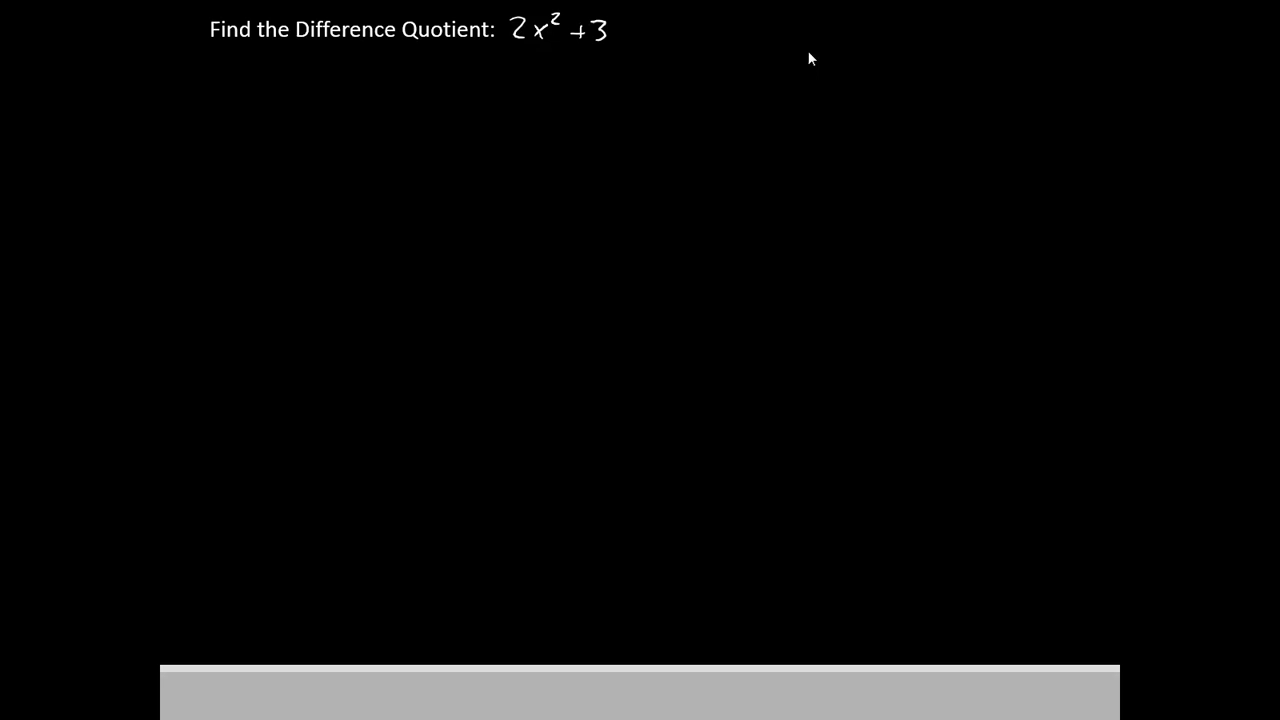 Find the Difference Quotient: 2x² +3